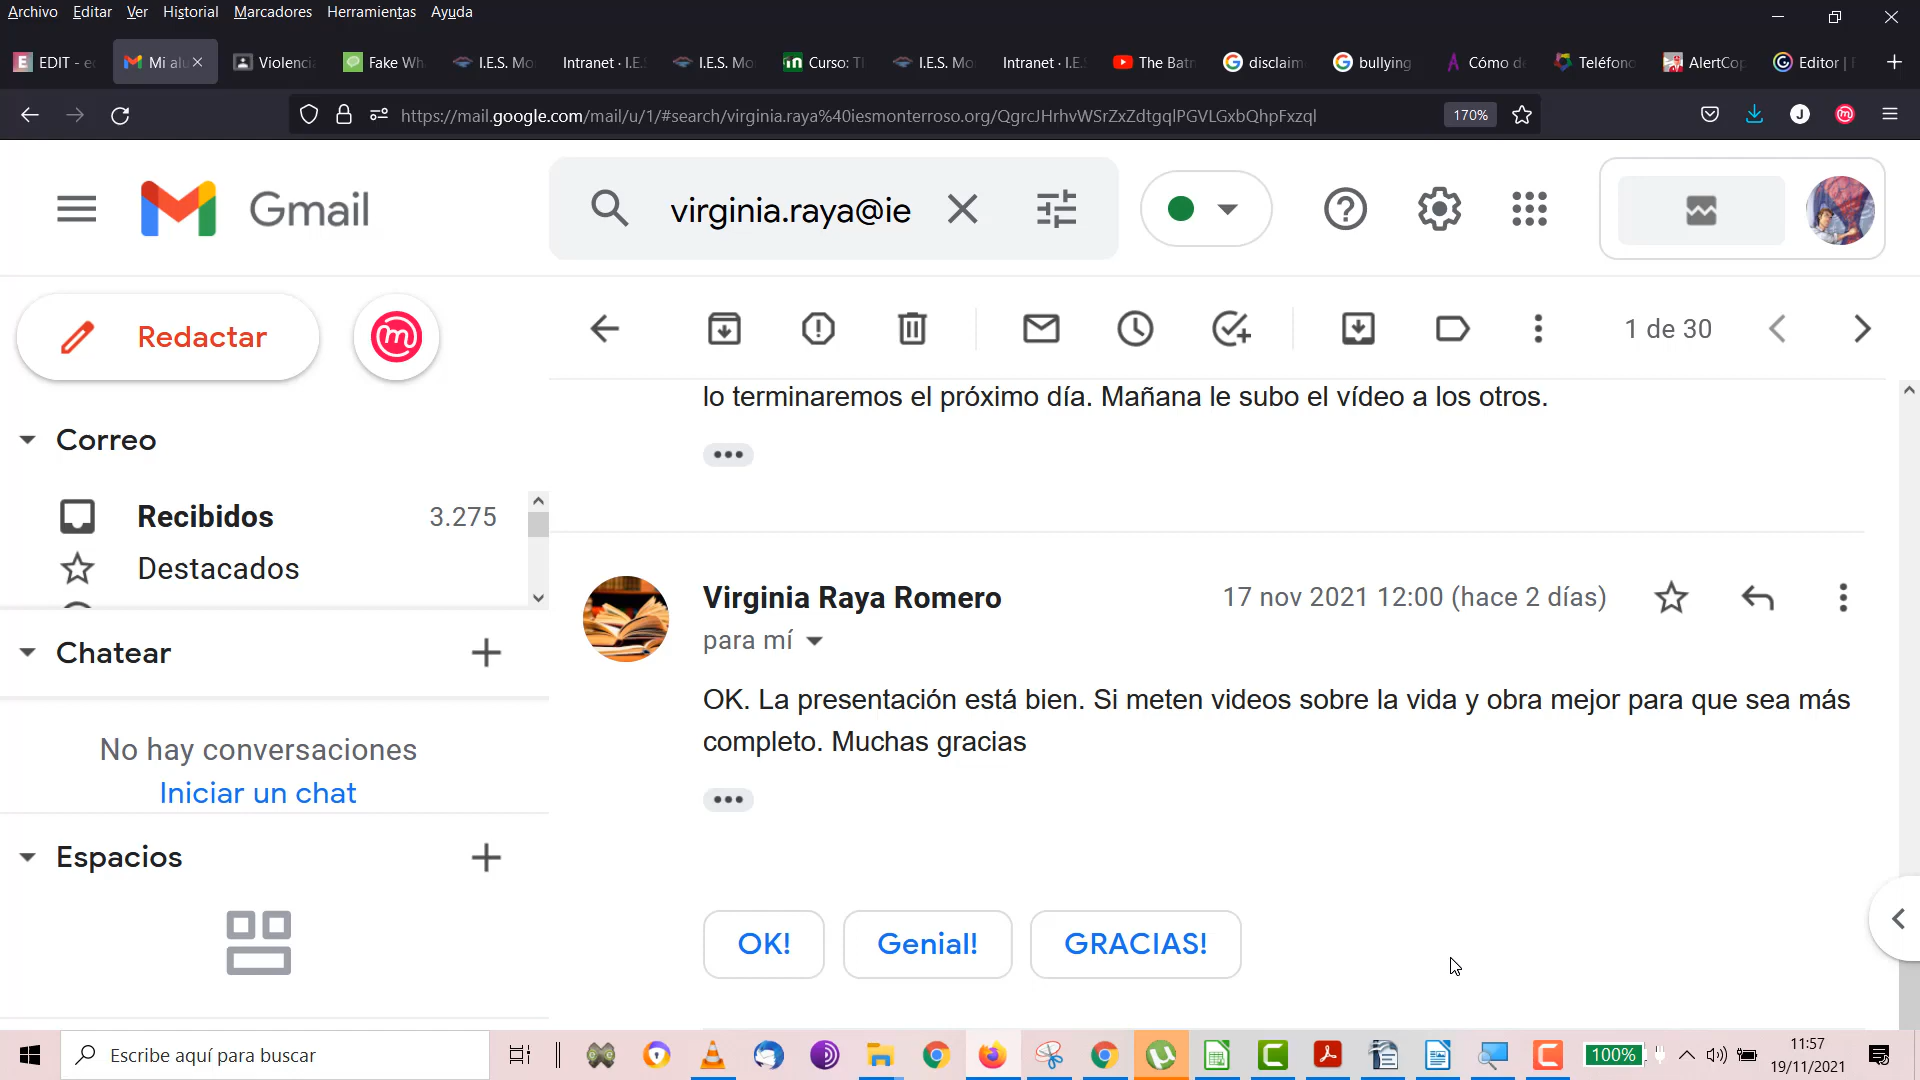 Archivo Editar Ver Historial Marcadores Herramientas Ayuda
EDIT - e
Mi alu
Violencia
Fake Wh
I.E.S. Mo
Intranet · I.E.
I.E.S. Mo
Curso: T
I.E.S. Mo
Intranet · I.E.
The Batm
disclaim
bullying
Cómo de
Teléfono
AlertCop
Editor |
https://mail.google.com/mail/u/1/#search/virginia.raya%40iesmonterroso.org/QgrcJHrhvWSrZxZdtgqlPGVLGxbQhpFxzql
170%
Gmail
virginia.raya@ie
Redactar
1 de 30
lo terminaremos el próximo día. Mañana le subo el vídeo a los otros.
Correo
Recibidos 3.275
Destacados
Virginia Raya Romero
17 nov 2021 12:00 (hace 2 días)
para mí
Chatear
OK. La presentación está bien. Si meten videos sobre la vida y obra mejor para que sea más
completo. Muchas gracias
No hay conversaciones
Iniciar un chat
Espacios
OK!
Genial!
GRACIAS!
Escribe aquí para buscar
100%
11:57
19/11/2021